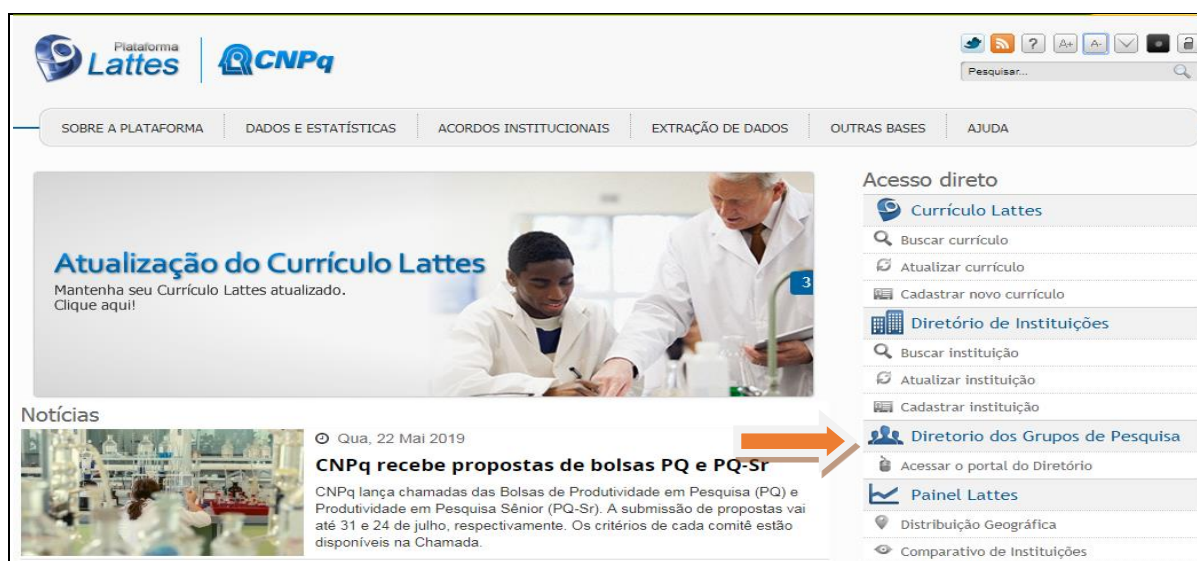 Plataforma
Lattes
CNPq
A+ A-
Pesquisar...
SOBRE A PLATAFORMA DADOS E ESTATÍSTICAS ACORDOS INSTITUCIONAIS EXTRAÇÃO DE DADOS OUTRAS BASES AJUDA
Atualização do Currículo Lattes
Mantenha seu Currículo Lattes atualizado.
Clique aqui!
3
Notícias
Qua, 22 Mai 2019
CNPq recebe propostas de bolsas PQ e PQ-Sr
CNPq lança chamadas das Bolsas de Produtividade em Pesquisa (PQ) e
Produtividade em Pesquisa Sênior (PQ-Sr). A submissão de propostas vai
até 31 e 24 de julho, respectivamente. Os critérios de cada comitê estão
disponíveis na Chamada.
Acesso direto
Currículo Lattes
Buscar currículo
Atualizar currículo
Cadastrar novo currículo
Diretório de Instituições
Buscar instituição
Atualizar instituição
Cadastrar instituição
Diretorio dos Grupos de Pesquisa
Acessar o portal do Diretório
Painel Lattes
Distribuição Geográfica
Comparativo de Instituições